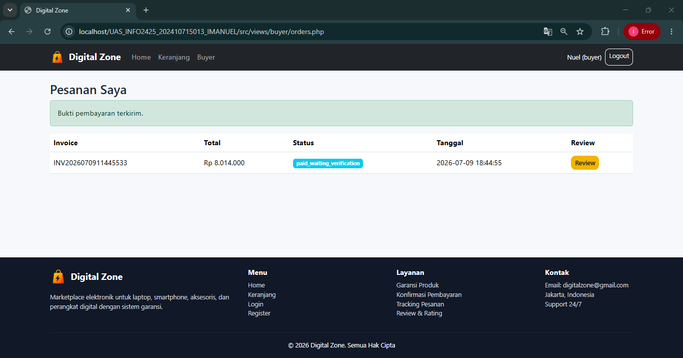 Digital Zone
localhost/UAS_INFO2425_202410715013_IMANUEL/src/views/buyer/orders.php
Error
Digital Zone Home Keranjang Buyer Nuel (buyer) Logout
Pesanan Saya
Bukti pembayaran terkirim.
Invoice Total Status Tanggal Review
INV2026070911445533 Rp 8.014.000 paid_waiting_verification 2026-07-09 18:44:55 Review
Digital Zone
Marketplace elektronik untuk laptop, smartphone, aksesoris, dan
perangkat digital dengan sistem garansi.
Menu
Home
Keranjang
Login
Register
Layanan
Garansi Produk
Konfirmasi Pembayaran
Tracking Pesanan
Review & Rating
Kontak
Email: digitalzone@gmail.com
Jakarta, Indonesia
Support 24/7
© 2026 Digital Zone. Semua Hak Cipta